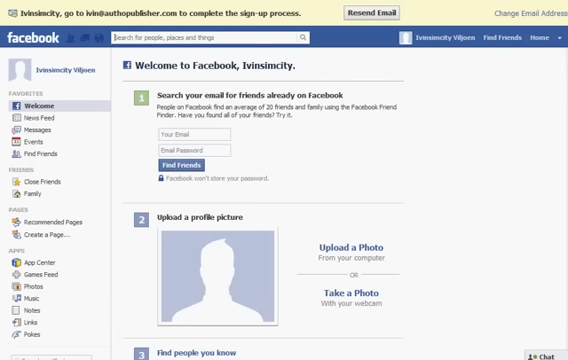 Ivinsimcity, go to ivin@authopublisher.com to complete the sign-up process.
Resend Email
Change Email Address
facebook
Search for people, places and things
Ivinsimcity Viljoen
Find Friends
Home
Ivinsimcity Viljoen
FAVORITES
Welcome
News Feed
Messages
Events
Find Friends
FRIENDS
Close Friends
Family
PAGES
Recommended Pages
Create a Page...
APPS
App Center
Games Feed
Photos
Music
Notes
Links
Pokes
Welcome to Facebook, Ivinsimcity.
1
Search your email for friends already on Facebook
People on Facebook find an average of 20 friends and family using the Facebook Friend
Finder. Have you found all of your friends? Try it.
Your Email
Email Password
Find Friends
Facebook won't store your password.
2
Upload a profile picture
Upload a Photo
From your computer
OR
Take a Photo
With your webcam
3
Find people you know
Chat